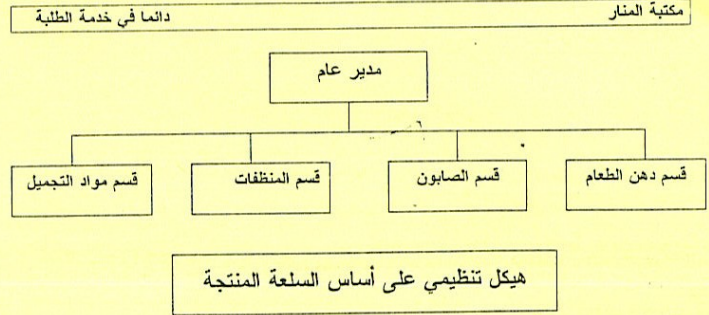 مكتبة المنار دائما في خدمة الطلبة
مدير عام
قسم دهن الطعام قسم الصابون قسم المنظفات قسم مواد التجميل
هيكل تنظيمي على أساس السلعة المنتجة